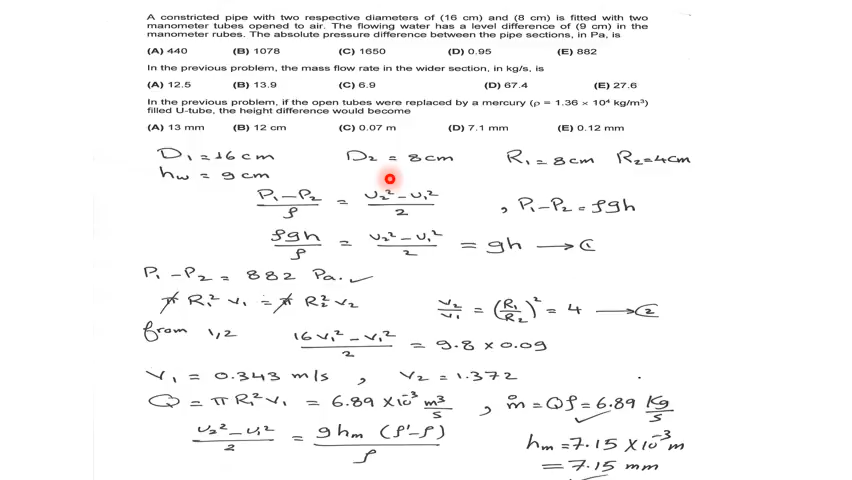 A constricted pipe with two respective diameters of (16 cm) and (8 cm) is fitted with two
manometer tubes opened to air. The flowing water has a level difference of (9 cm) in the
manometer rubes. The absolute pressure difference between the pipe sections, in Pa, is
(A) 440 (B) 1078 (C) 1650 (D) 0.95 (E) 882
In the previous problem, the mass flow rate in the wider section, in kg/s, is
(A) 12.5 (B) 13.9 (C) 6.9 (D) 67.4 (E) 27.6
In the previous problem, if the open tubes were replaced by a mercury (ρ = 1.36 × 10⁴ kg/m³)
filled U-tube, the height difference would become
(A) 13 mm (B) 12 cm (C) 0.07 m (D) 7.1 mm (E) 0.12 mm
D₁ = 16 cm D₂ = 8 cm R₁ = 8 cm R₂ = 4 cm
hw = 9 cm
(P₁ − P₂)/ρ = (v₂² − v₁²)/2 , P₁ − P₂ = ρgh
ρgh/ρ = (v₂² − v₁²)/2 = gh → ①
P₁ − P₂ = 882 Pa. ✓
π R₁² v₁ = π R₂² v₂ v₂/v₁ = (R₁/R₂)² = 4 → ②
from 1,2 (16v₁² − v₁²)/2 = 9.8 × 0.09
v₁ = 0.343 m/s , v₂ = 1.372
Q = π R₁² v₁ = 6.89 × 10⁻³ m³/s , ṁ = Qρ = 6.89 Kg/s ✓
(v₂² − v₁²)/2 = g hm (ρ' − ρ)/ρ hm = 7.15 × 10⁻³ m
= 7.15 mm ✓